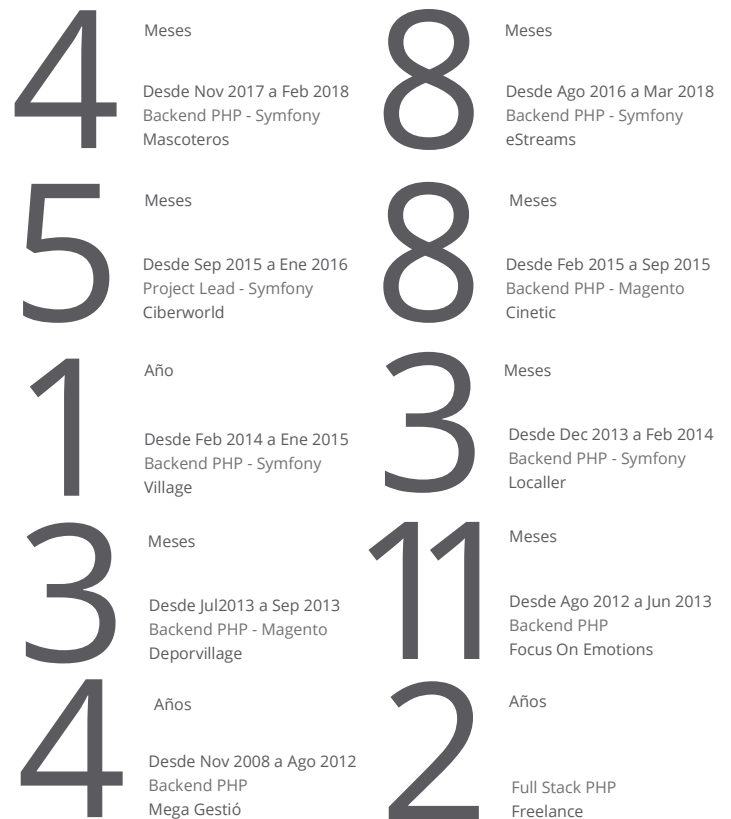 4
Meses
Desde Nov 2017 a Feb 2018
Backend PHP - Symfony
Mascoteros
8
Meses
Desde Ago 2016 a Mar 2018
Backend PHP - Symfony
eStreams
5
Meses
Desde Sep 2015 a Ene 2016
Project Lead - Symfony
Ciberworld
8
Meses
Desde Feb 2015 a Sep 2015
Backend PHP - Magento
Cinetic
1
Año
Desde Feb 2014 a Ene 2015
Backend PHP - Symfony
Village
3
Meses
Desde Dec 2013 a Feb 2014
Backend PHP - Symfony
Localler
3
Meses
Desde Jul2013 a Sep 2013
Backend PHP - Magento
Deporvillage
11
Meses
Desde Ago 2012 a Jun 2013
Backend PHP
Focus On Emotions
4
Años
Desde Nov 2008 a Ago 2012
Backend PHP
Mega Gestió
2
Años
Full Stack PHP
Freelance